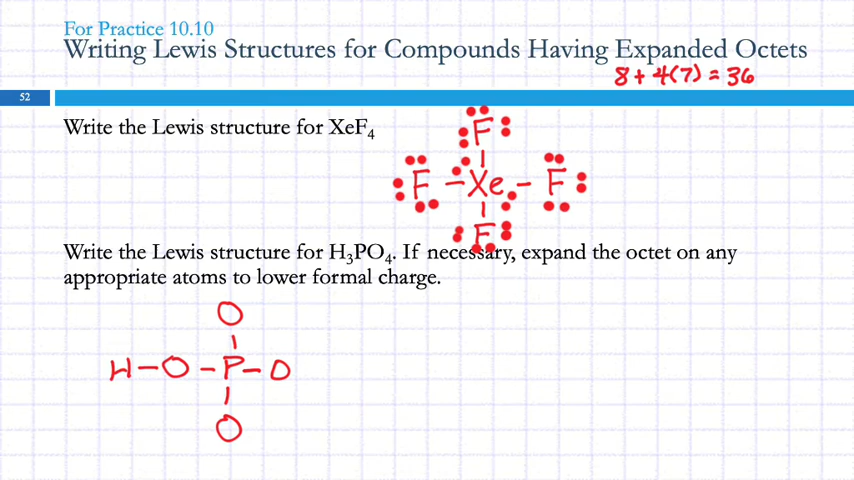 For Practice 10.10
Writing Lewis Structures for Compounds Having Expanded Octets
8 + 4(7) = 36
52
Write the Lewis structure for XeF₄
F
F – Xe – F
F
Write the Lewis structure for H₃PO₄. If necessary, expand the octet on any
appropriate atoms to lower formal charge.
O
H – O – P – O
O